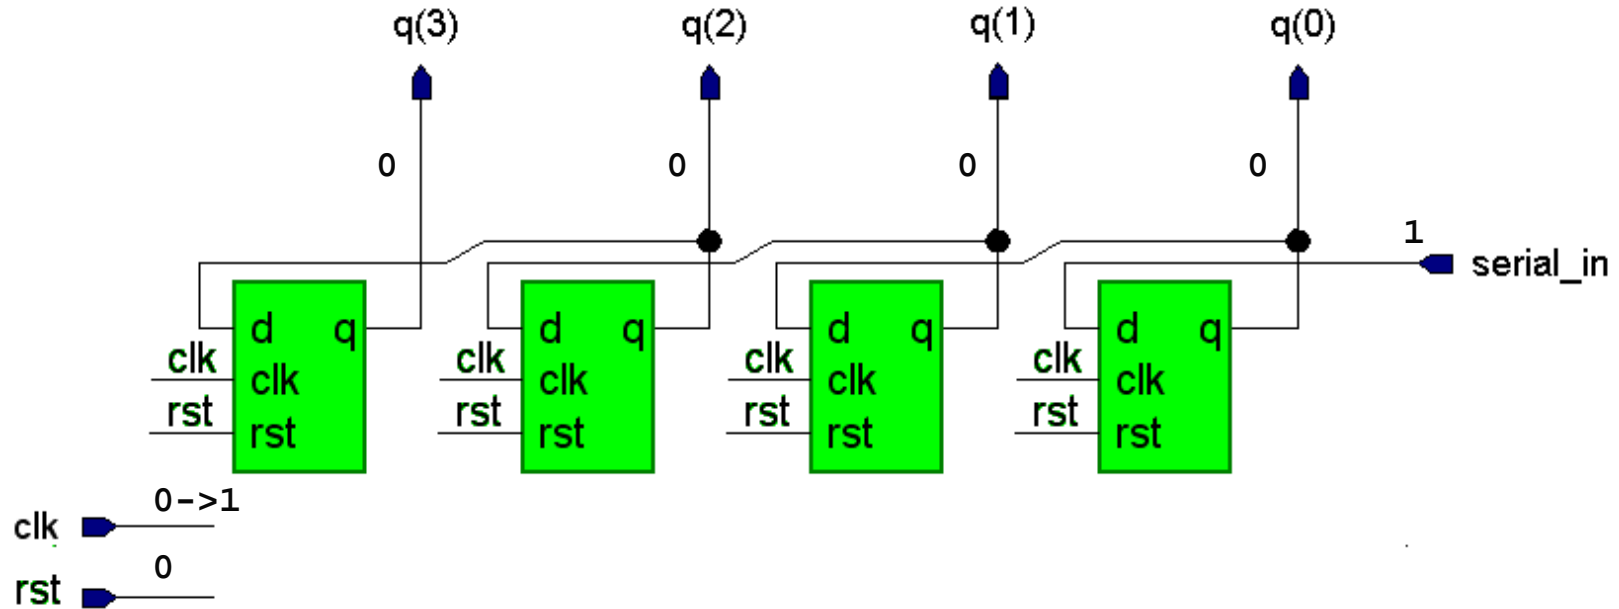 q(3) q(2) q(1) q(0)
0 0 0 0
1
serial_in
d q d q d q d q
clk clk clk clk
clk clk clk clk
rst rst rst rst
rst rst rst rst
0->1
clk
0
rst